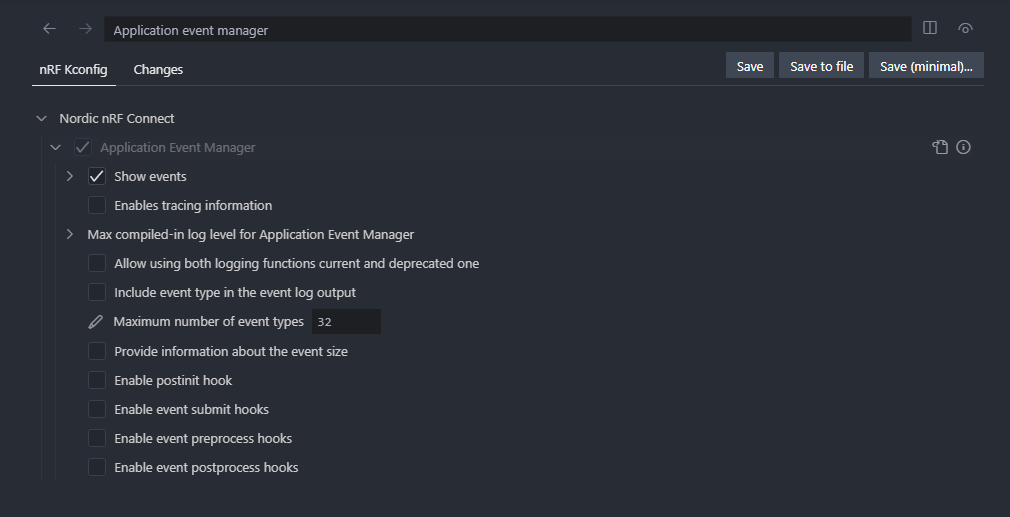 Application event manager
nRF Kconfig Changes Save Save to file Save (minimal)...
Nordic nRF Connect
Application Event Manager
Show events
Enables tracing information
Max compiled-in log level for Application Event Manager
Allow using both logging functions current and deprecated one
Include event type in the event log output
Maximum number of event types 32
Provide information about the event size
Enable postinit hook
Enable event submit hooks
Enable event preprocess hooks
Enable event postprocess hooks